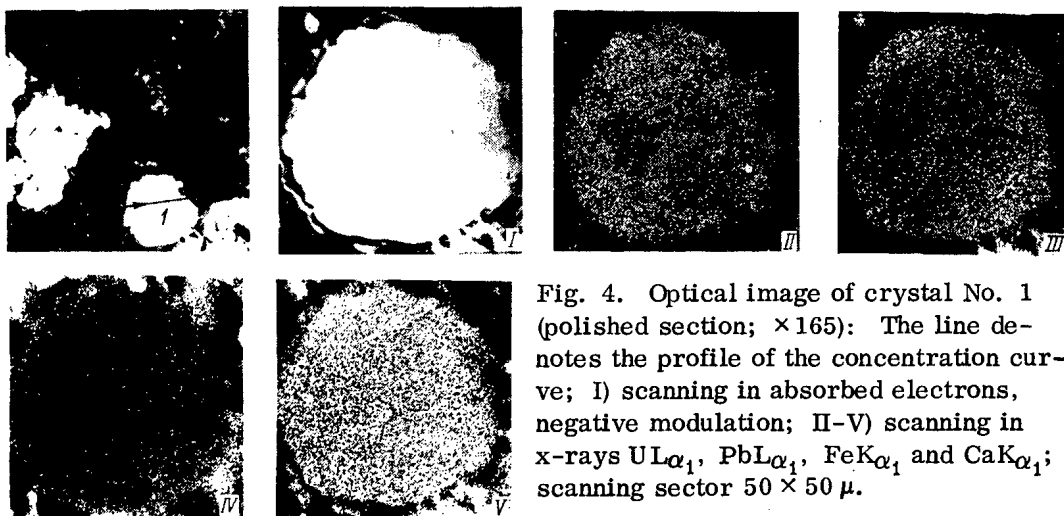 1
I
II
III
IV
V
Fig. 4. Optical image of crystal No. 1
(polished section; ×165): The line de-
notes the profile of the concentration cur-
ve; I) scanning in absorbed electrons,
negative modulation; II-V) scanning in
x-rays ULα1, PbLα1, FeKα1 and CaKα1;
scanning sector 50 × 50 μ.